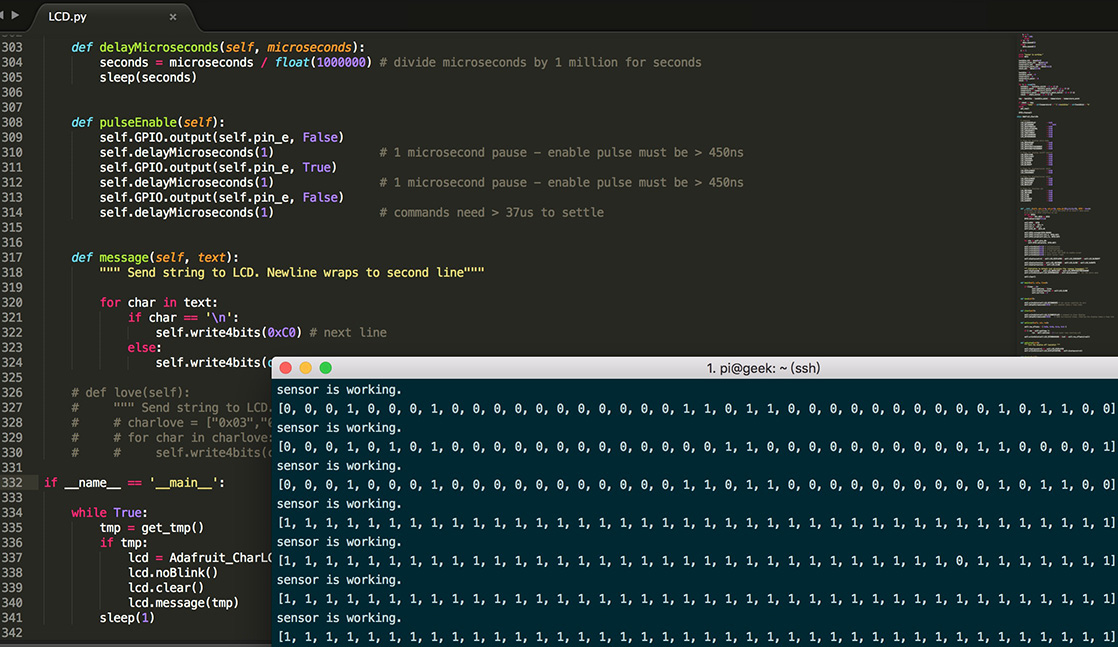 LCD.py ×
303 def delayMicroseconds(self, microseconds):
304 seconds = microseconds / float(1000000) # divide microseconds by 1 million for seconds
305 sleep(seconds)
306
307
308 def pulseEnable(self):
309 self.GPIO.output(self.pin_e, False)
310 self.delayMicroseconds(1) # 1 microsecond pause - enable pulse must be > 450ns
311 self.GPIO.output(self.pin_e, True)
312 self.delayMicroseconds(1) # 1 microsecond pause - enable pulse must be > 450ns
313 self.GPIO.output(self.pin_e, False)
314 self.delayMicroseconds(1) # commands need > 37us to settle
315
316
317 def message(self, text):
318 """ Send string to LCD. Newline wraps to second line"""
319
320 for char in text:
321 if char == '\n':
322 self.write4bits(0xC0) # next line
323 else:
324 self.write4bits(
325
326 # def love(self):
327 # """ Send string to LCD.
328 # # charlove = ["0x03","
329 # # for char in charlove:
330 # # self.write4bits(
331
332 if __name__ == '__main__':
333
334 while True:
335 tmp = get_tmp()
336 if tmp:
337 lcd = Adafruit_CharLC
338 lcd.noBlink()
339 lcd.clear()
340 lcd.message(tmp)
341 sleep(1)
342
1. pi@geek: ~ (ssh)
sensor is working.
[0, 0, 0, 1, 0, 0, 0, 1, 0, 0, 0, 0, 0, 0, 0, 0, 0, 0, 0, 1, 1, 0, 1, 1, 0, 0, 0, 0, 0, 0, 0, 0, 0, 0, 1, 0, 1, 1, 0, 0]
sensor is working.
[0, 0, 0, 1, 0, 1, 0, 1, 0, 0, 0, 0, 0, 0, 0, 0, 0, 0, 0, 0, 0, 1, 1, 0, 0, 0, 0, 0, 0, 0, 0, 0, 0, 1, 1, 0, 0, 0, 0, 1]
sensor is working.
[0, 0, 0, 1, 0, 0, 0, 1, 0, 0, 0, 0, 0, 0, 0, 0, 0, 0, 0, 1, 1, 0, 1, 1, 0, 0, 0, 0, 0, 0, 0, 0, 0, 0, 1, 0, 1, 1, 0, 0]
sensor is working.
[1, 1, 1, 1, 1, 1, 1, 1, 1, 1, 1, 1, 1, 1, 1, 1, 1, 1, 1, 1, 1, 1, 1, 1, 1, 1, 1, 1, 1, 1, 1, 1, 1, 1, 1, 1, 1, 1, 1, 1]
sensor is working.
[1, 1, 1, 1, 1, 1, 1, 1, 1, 1, 1, 1, 1, 1, 1, 1, 1, 1, 1, 1, 1, 1, 1, 1, 1, 1, 1, 1, 1, 1, 1, 1, 0, 1, 1, 1, 1, 1, 1, 1]
sensor is working.
[1, 1, 1, 1, 1, 1, 1, 1, 1, 1, 1, 1, 1, 1, 1, 1, 1, 1, 1, 1, 1, 1, 1, 1, 1, 1, 1, 1, 1, 1, 1, 1, 1, 1, 1, 1, 1, 1, 1, 1]
sensor is working.
[1, 1, 1, 1, 1, 1, 1, 1, 1, 1, 1, 1, 1, 1, 1, 1, 1, 1, 1, 1, 1, 1, 1, 1, 1, 1, 1, 1, 1, 1, 1, 1, 1, 1, 1, 1, 1, 1, 1, 1]